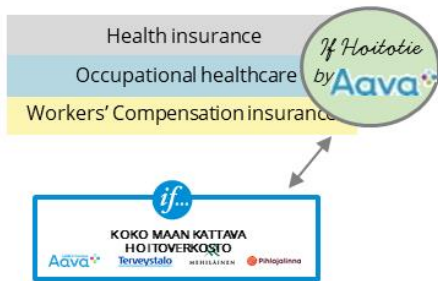 Health insurance
Occupational healthcare
Workers' Compensation insurance
If Hoitotie
by Aava
if...
KOKO MAAN KATTAVA
HOITOVERKOSTO
Aava
Terveystalo
MEHILÄINEN
Pihlajalinna